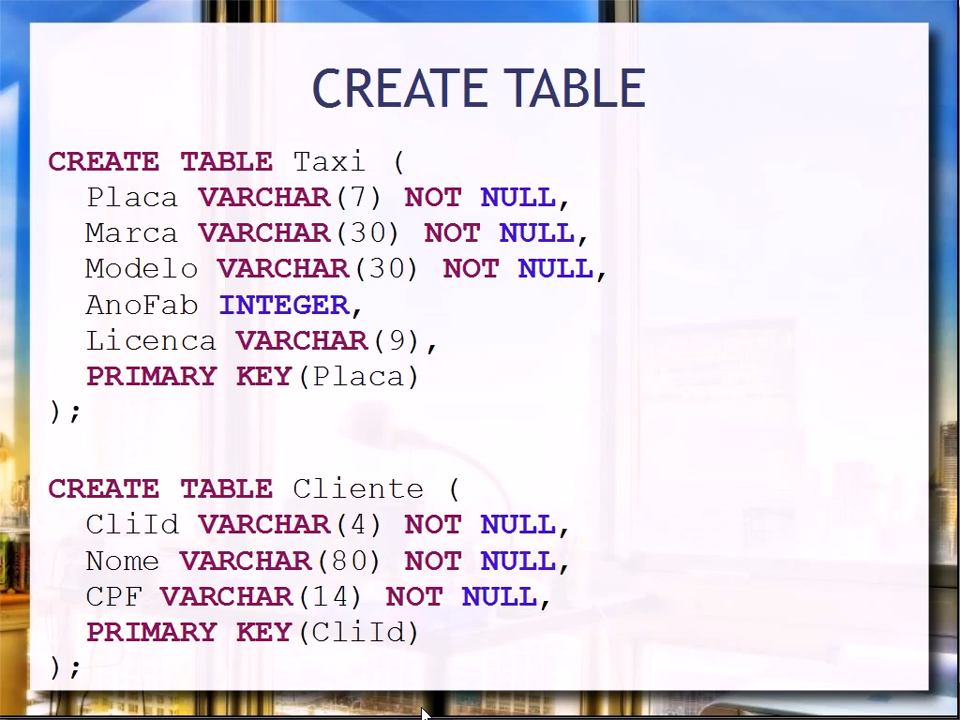 CREATE TABLE
CREATE TABLE Taxi (
Placa VARCHAR(7) NOT NULL,
Marca VARCHAR(30) NOT NULL,
Modelo VARCHAR(30) NOT NULL,
AnoFab INTEGER,
Licenca VARCHAR(9),
PRIMARY KEY(Placa)
);
CREATE TABLE Cliente (
CliId VARCHAR(4) NOT NULL,
Nome VARCHAR(80) NOT NULL,
CPF VARCHAR(14) NOT NULL,
PRIMARY KEY(CliId)
);